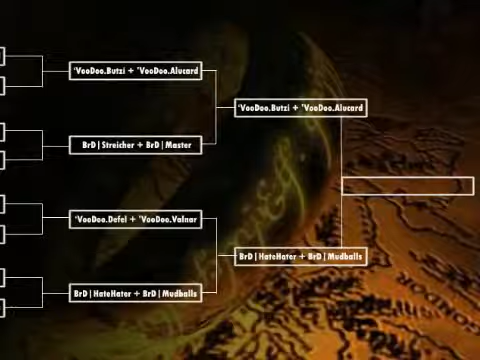 'VooDoo.Butzi + 'VooDoo.Alucard
'VooDoo.Butzi + 'VooDoo.Alucard
BrD|Streicher + BrD|Master
'VooDoo.Defel + 'VooDoo.Valnar
BrD|HateHater + BrD|Mudballs
BrD|HateHater + BrD|Mudballs
GONDOR